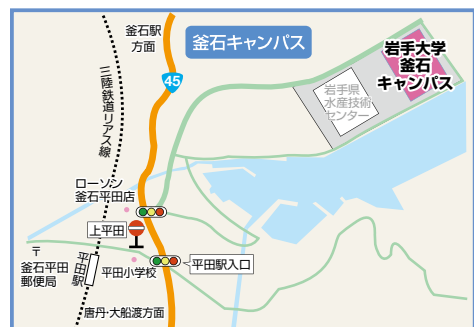 釜石駅
方面
釜石キャンパス
45
岩手大学
釜石
キャンパス
岩手県
水産技術
センター
三陸鉄道リアス線
ローソン
釜石平田店
上平田
平田駅
〒
釜石平田
郵便局
平田小学校
平田駅入口
唐丹・大船渡方面